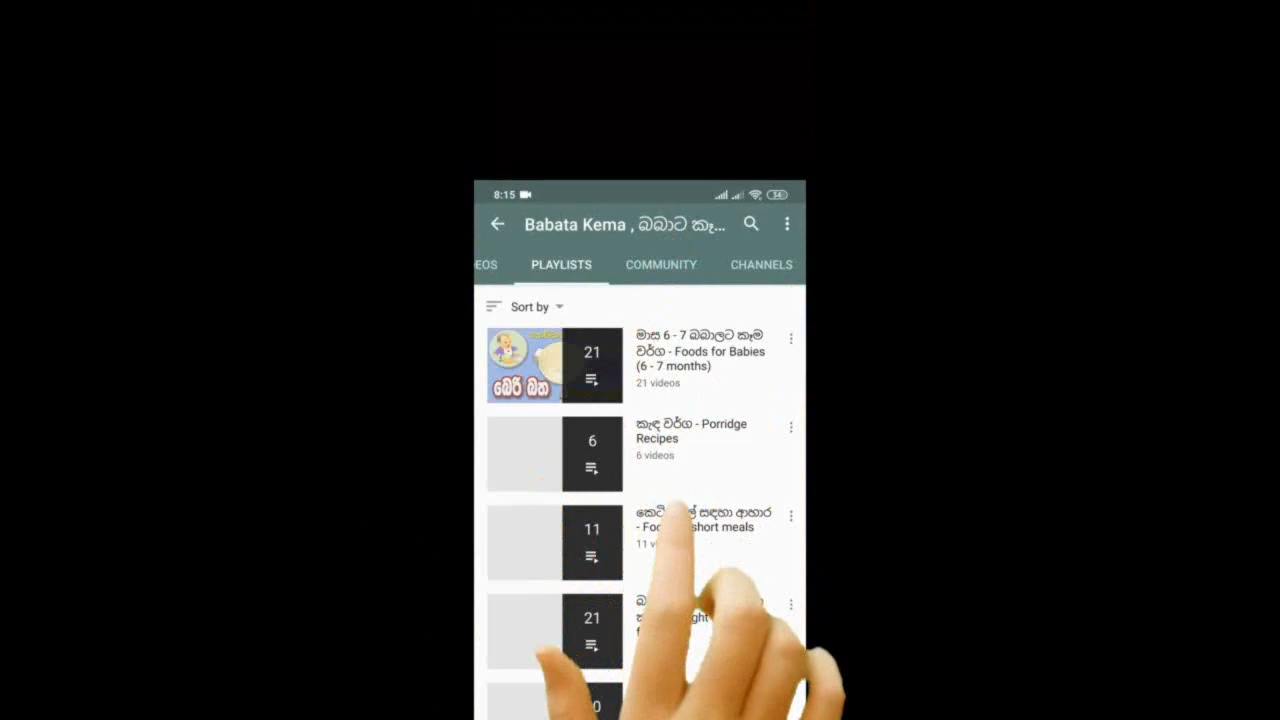 8:15
54
Babata Kema , බබාට කෑ...
EOS
PLAYLISTS
COMMUNITY
CHANNELS
Sort by
බෙරි බත
21
මාස 6 - 7 බබාලට කෑම
වර්ග - Foods for Babies
(6 - 7 months)
21 videos
6
කැඳ වර්ග - Porridge
Recipes
6 videos
11
සඳහා ආහාර
short meals
11
21